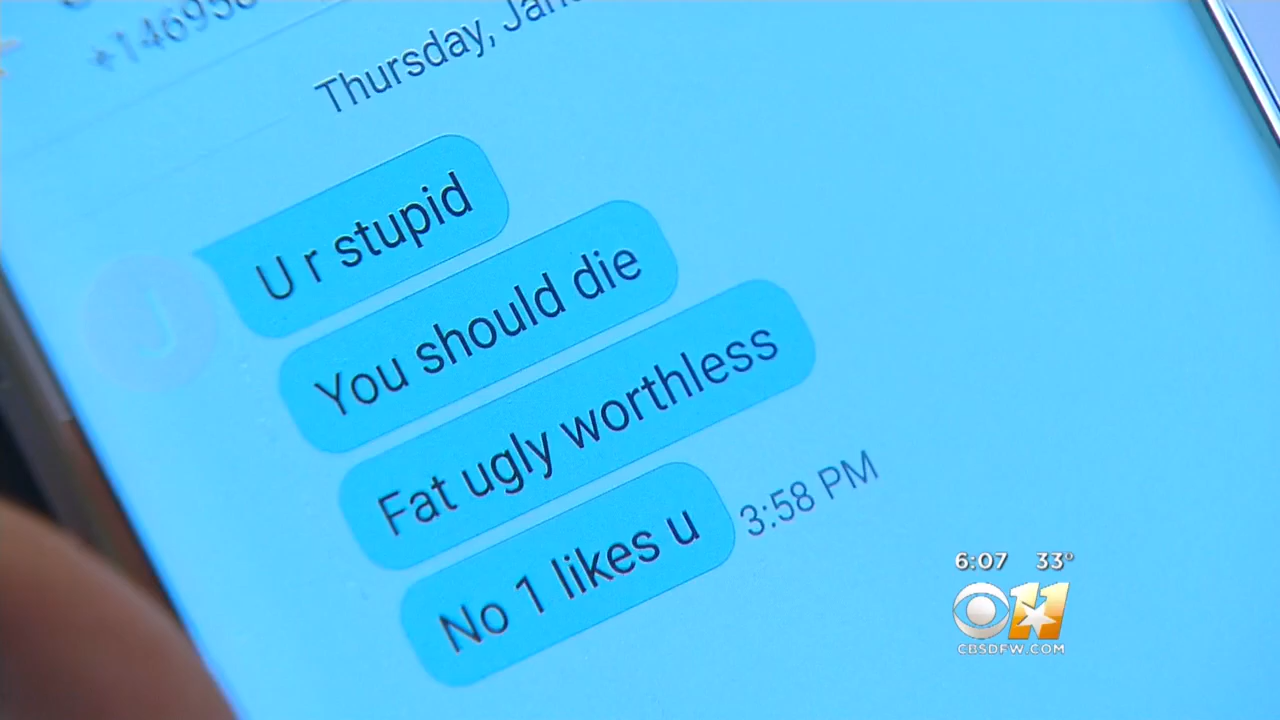 Thursday,
U r stupid
You should die
Fat ugly worthless
No 1 likes u
3:58 PM
6:07 33°
11
CBSDFW.COM